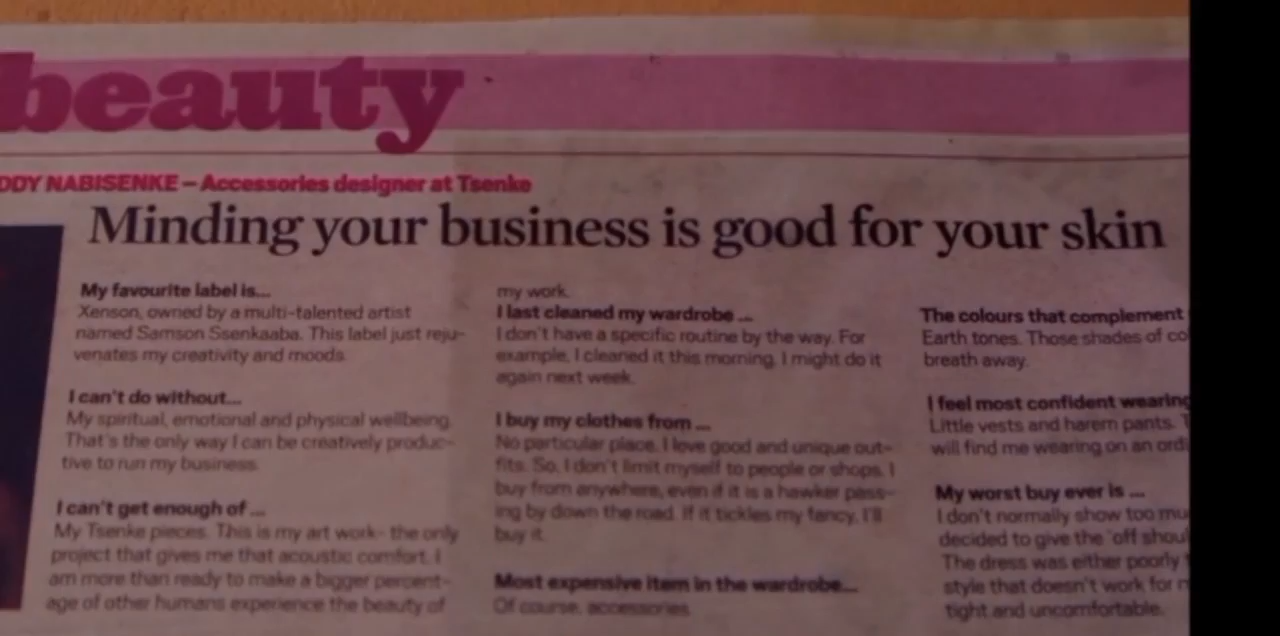 beauty
DDY NABISENKE – Accessories designer at Tsenke
Minding your business is good for your skin
My favourite label is...
Xenson, owned by a multi-talented artist
named Samson Ssenkaaba. This label just reju-
venates my creativity and moods.
I can't do without...
My spiritual, emotional and physical wellbeing.
That's the only way I can be creatively produc-
tive to run my business.
I can't get enough of ...
My Tsenke pieces. This is my art work- the only
project that gives me that acoustic comfort. I
am more than ready to make a bigger percent-
age of other humans experience the beauty of
my work.
I last cleaned my wardrobe ...
I don't have a specific routine by the way. For
example, I cleaned it this morning. I might do it
again next week.
I buy my clothes from ...
No particular place. I love good and unique out-
fits. So, I don't limit myself to people or shops. I
buy from anywhere, even if it is a hawker pass-
ing by down the road. If it tickles my fancy, I'll
buy it.
Most expensive item in the wardrobe...
Of course, accessories
The colours that complement
Earth tones. Those shades of co
breath away.
I feel most confident wearing
Little vests and harem pants. T
will find me wearing on an ordi
My worst buy ever is ...
I don't normally show too mu
decided to give the 'off shoul
The dress was either poorly
style that doesn't work for
tight and uncomfortable.